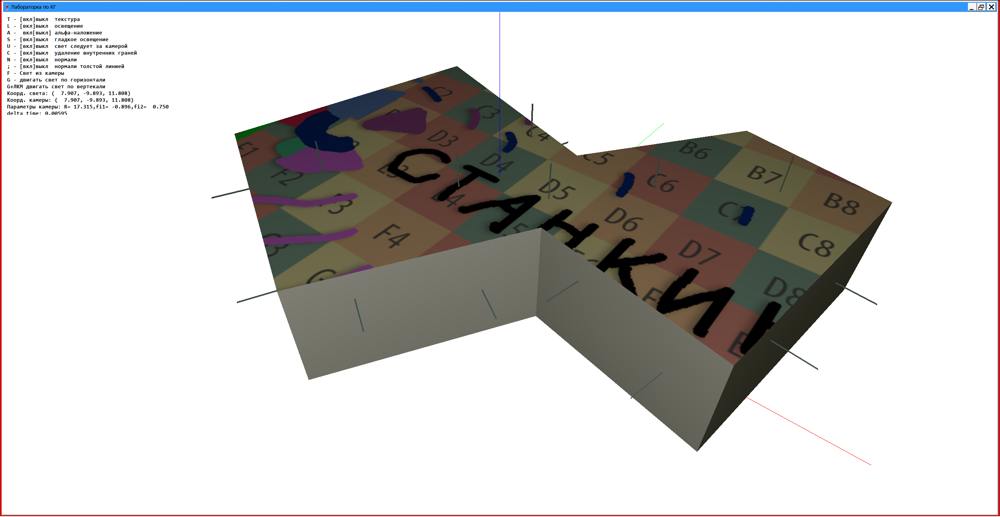 Лабораторка по КГ
T - [вкл]выкл  текстура
L - [вкл]выкл  освещение
A -  вкл[выкл] альфа-наложение
S - [вкл]выкл  гладкое освещение
U - [вкл]выкл  свет следует за камерой
C - [вкл]выкл  удаление внутренних граней
N - [вкл]выкл  нормали
; - [вкл]выкл  нормали толстой линией
F - Свет из камеры
G - двигать свет по горизонтали
G+ЛКМ двигать свет по вертекали
Коорд. света: (  7.907, -9.893, 11.808)
Коорд. камеры: (  7.907, -9.893, 11.808)
Параметры камеры: R= 17.315,fi1= -0.896,fi2=  0.750
delta time: 0.00595
C2
C3
C4
C5
B6
B7
B8
E1
D3
D4
D5
C6
C7
C8
F2
E3
E4
D6
D7
D8
F3
F4
СТАНКИН